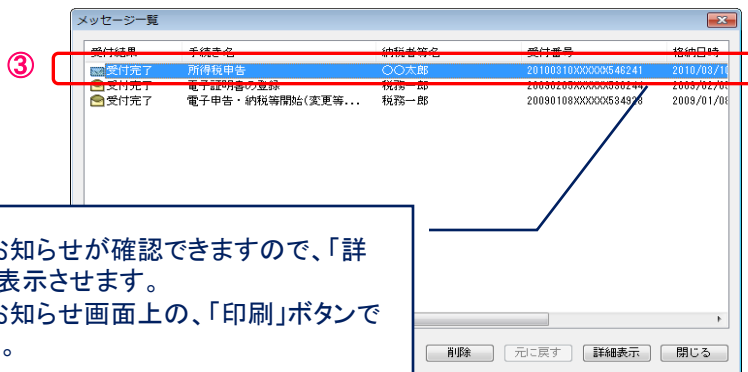 メッセージ一覧
受付結果 手続き名 納税者等名 受付番号 格納日時
③
受付完了 所得税申告 〇〇太郎 20100310XXXXXX546241 2010/03/10
受付完了 電子証明書の登録 税務一郎
受付完了 電子申告・納税等開始(変更等... 税務一郎 20090108XXXXXX534928 2009/01/08
お知らせが確認できますので、「詳
表示させます。
お知らせ画面上の、「印刷」ボタンで
。
削除 元に戻す 詳細表示 閉じる